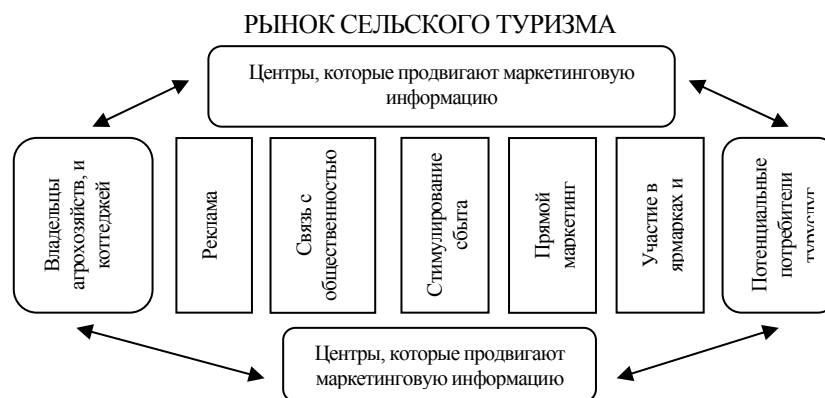 РЫНОК СЕЛЬСКОГО ТУРИЗМА
Центры, которые продвигают маркетинговую
информацию
Владельцы
агрохозяйств, и
коттеджей
Реклама
Связь с
общественностью
Стимулирование
сбыта
Прямой
маркетинг
Участие в
ярмарках и
Потенциальные
потребители
туруслуг
Центры, которые продвигают
маркетинговую информацию